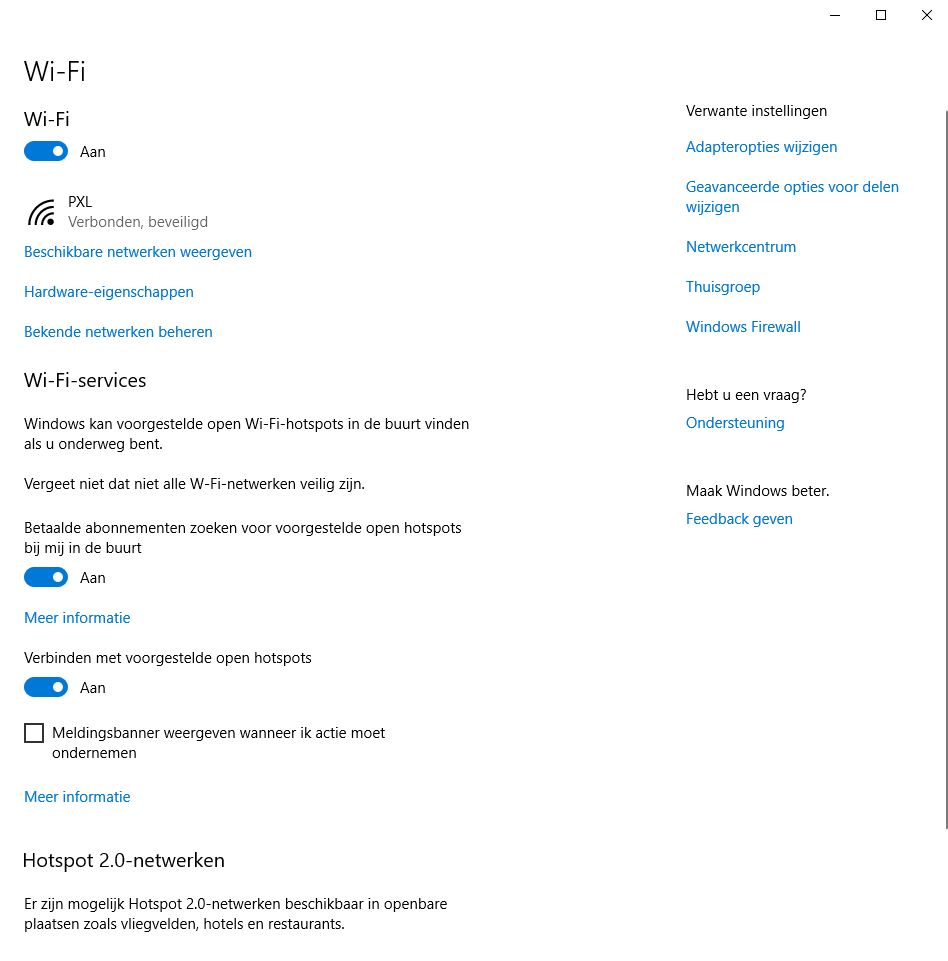 Wi-Fi
Wi-Fi
Aan
PXL
Verbonden, beveiligd
Beschikbare netwerken weergeven
Hardware-eigenschappen
Bekende netwerken beheren
Wi-Fi-services
Windows kan voorgestelde open Wi-Fi-hotspots in de buurt vinden
als u onderweg bent.
Vergeet niet dat niet alle W-Fi-netwerken veilig zijn.
Betaalde abonnementen zoeken voor voorgestelde open hotspots
bij mij in de buurt
Aan
Meer informatie
Verbinden met voorgestelde open hotspots
Aan
Meldingsbanner weergeven wanneer ik actie moet
ondernemen
Meer informatie
Hotspot 2.0-netwerken
Er zijn mogelijk Hotspot 2.0-netwerken beschikbaar in openbare
plaatsen zoals vliegvelden, hotels en restaurants.
Verwante instellingen
Adapteropties wijzigen
Geavanceerde opties voor delen
wijzigen
Netwerkcentrum
Thuisgroep
Windows Firewall
Hebt u een vraag?
Ondersteuning
Maak Windows beter.
Feedback geven